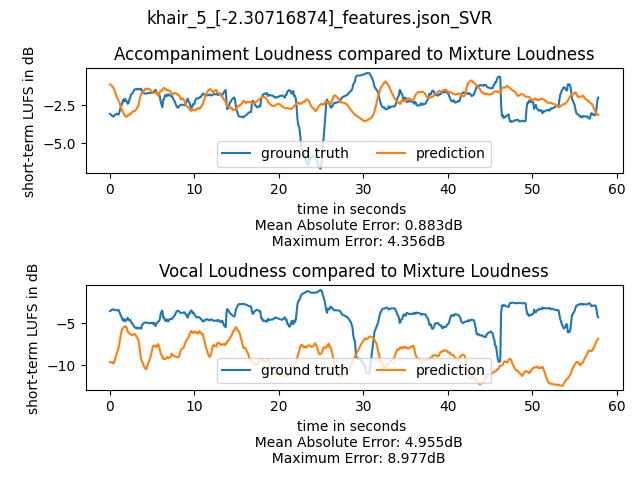 khair_5_[-2.30716874]_features.json_SVR
Accompaniment Loudness compared to Mixture Loudness
short-term LUFS in dB
−2.5
−5.0
ground truth prediction
0 10 20 30 40 50 60
time in seconds
Mean Absolute Error: 0.883dB
Maximum Error: 4.356dB
Vocal Loudness compared to Mixture Loudness
short-term LUFS in dB
−5
−10
ground truth prediction
0 10 20 30 40 50 60
time in seconds
Mean Absolute Error: 4.955dB
Maximum Error: 8.977dB